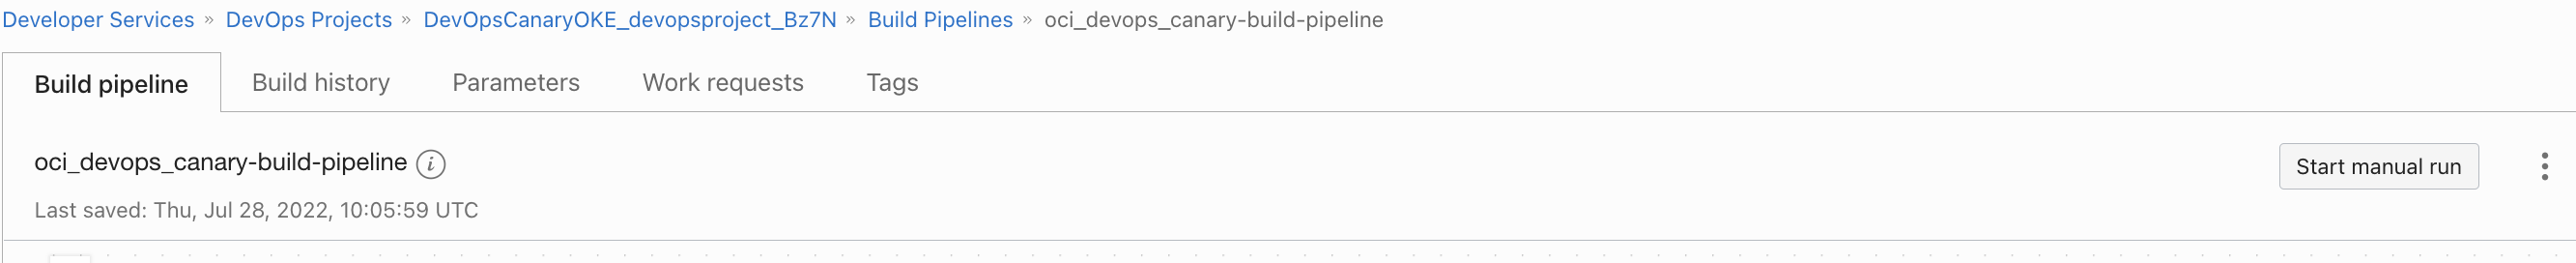 Developer Services » DevOps Projects » DevOpsCanaryOKE_devopsproject_Bz7N » Build Pipelines » oci_devops_canary-build-pipeline
Build pipeline Build history Parameters Work requests Tags
oci_devops_canary-build-pipeline i
Start manual run
Last saved: Thu, Jul 28, 2022, 10:05:59 UTC